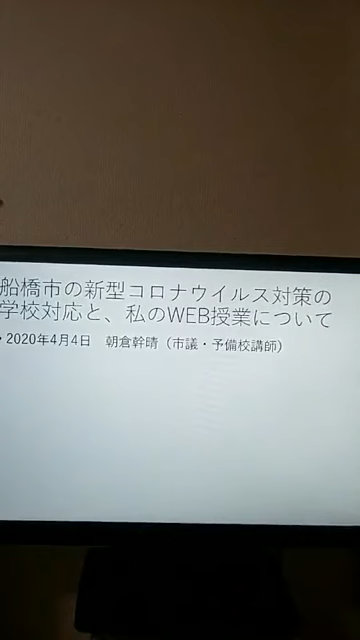 船橋市の新型コロナウイルス対策の
学校対応と、私のWEB授業について
・2020年4月4日 朝倉幹晴（市議・予備校講師）